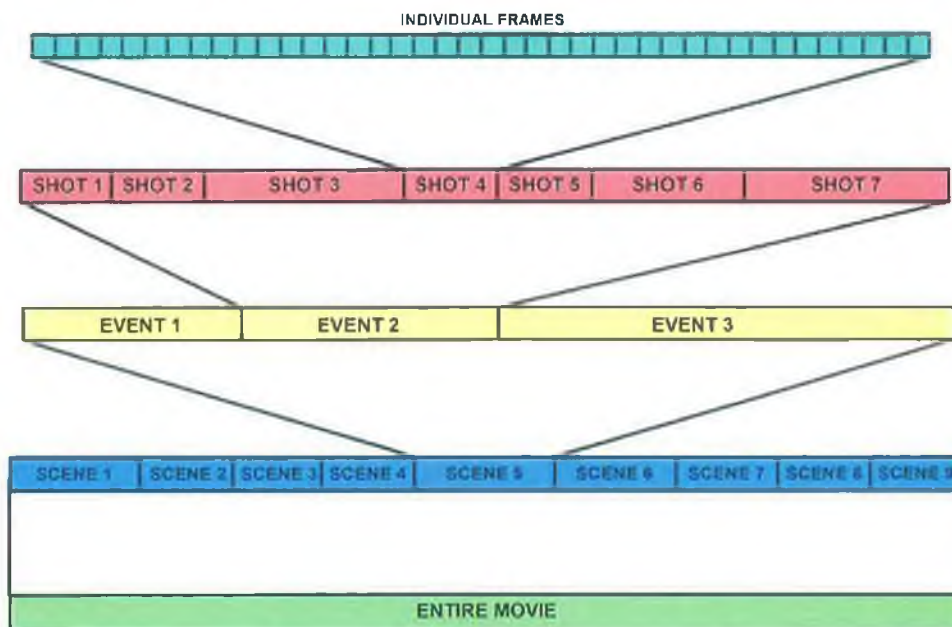 INDIVIDUAL FRAMES
SHOT 1 SHOT 2 SHOT 3 SHOT 4 SHOT 5 SHOT 6 SHOT 7
EVENT 1 EVENT 2 EVENT 3
SCENE 1 SCENE 2 SCENE 3 SCENE 4 SCENE 5 SCENE 6 SCENE 7 SCENE 8 SCENE 9
ENTIRE MOVIE